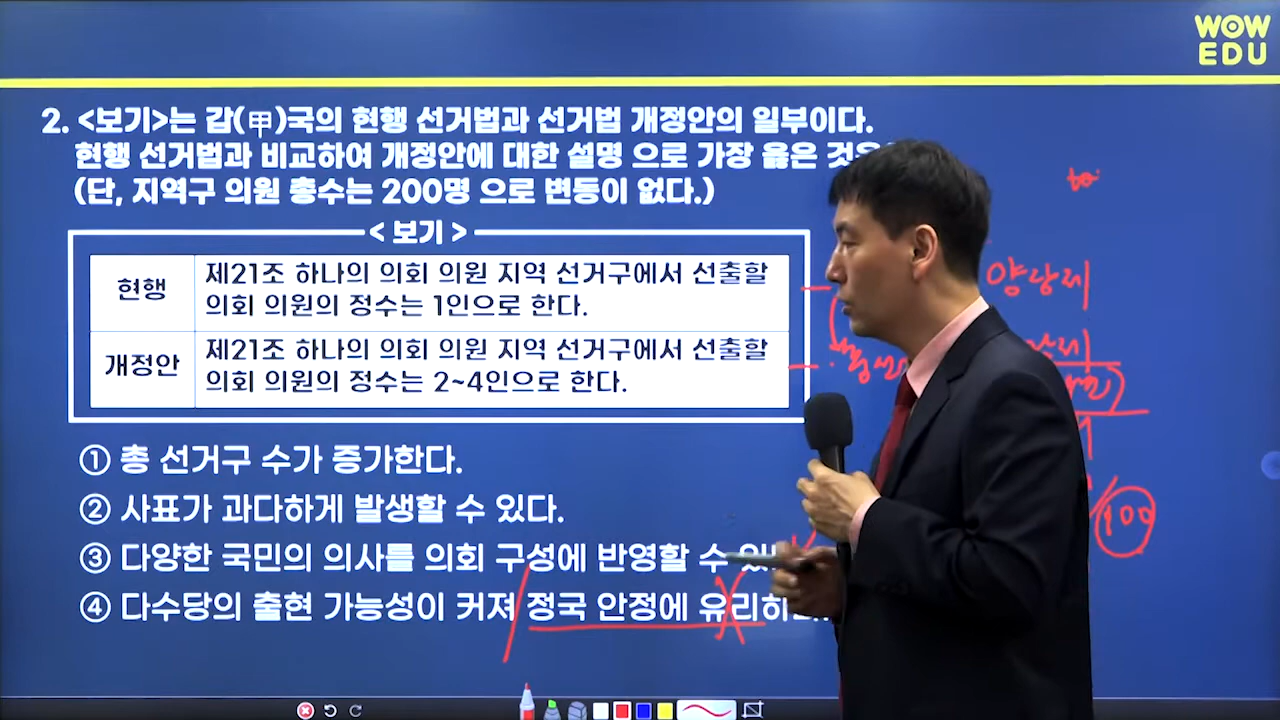 WOW
EDU
2. <보기>는 갑(甲)국의 현행 선거법과 선거법 개정안의 일부이다.
현행 선거법과 비교하여 개정안에 대한 설명 으로 가장 옳은
(단, 지역구 의원 총수는 200명 으로 변동이 없다.)
< 보기 >
현행 제21조 하나의 의회 의원 지역 선거구에서 선출할
의회 의원의 정수는 1인으로 한다.
개정안 제21조 하나의 의회 의원 지역 선거구에서 선출할
의회 의원의 정수는 2~4인으로 한다.
양당제
100
① 총 선거구 수가 증가한다.
② 사표가 과다하게 발생할 수 있다.
③ 다양한 국민의 의사를 의회 구성에 반영할 수
④ 다수당의 출현 가능성이 커져 정국 안정에